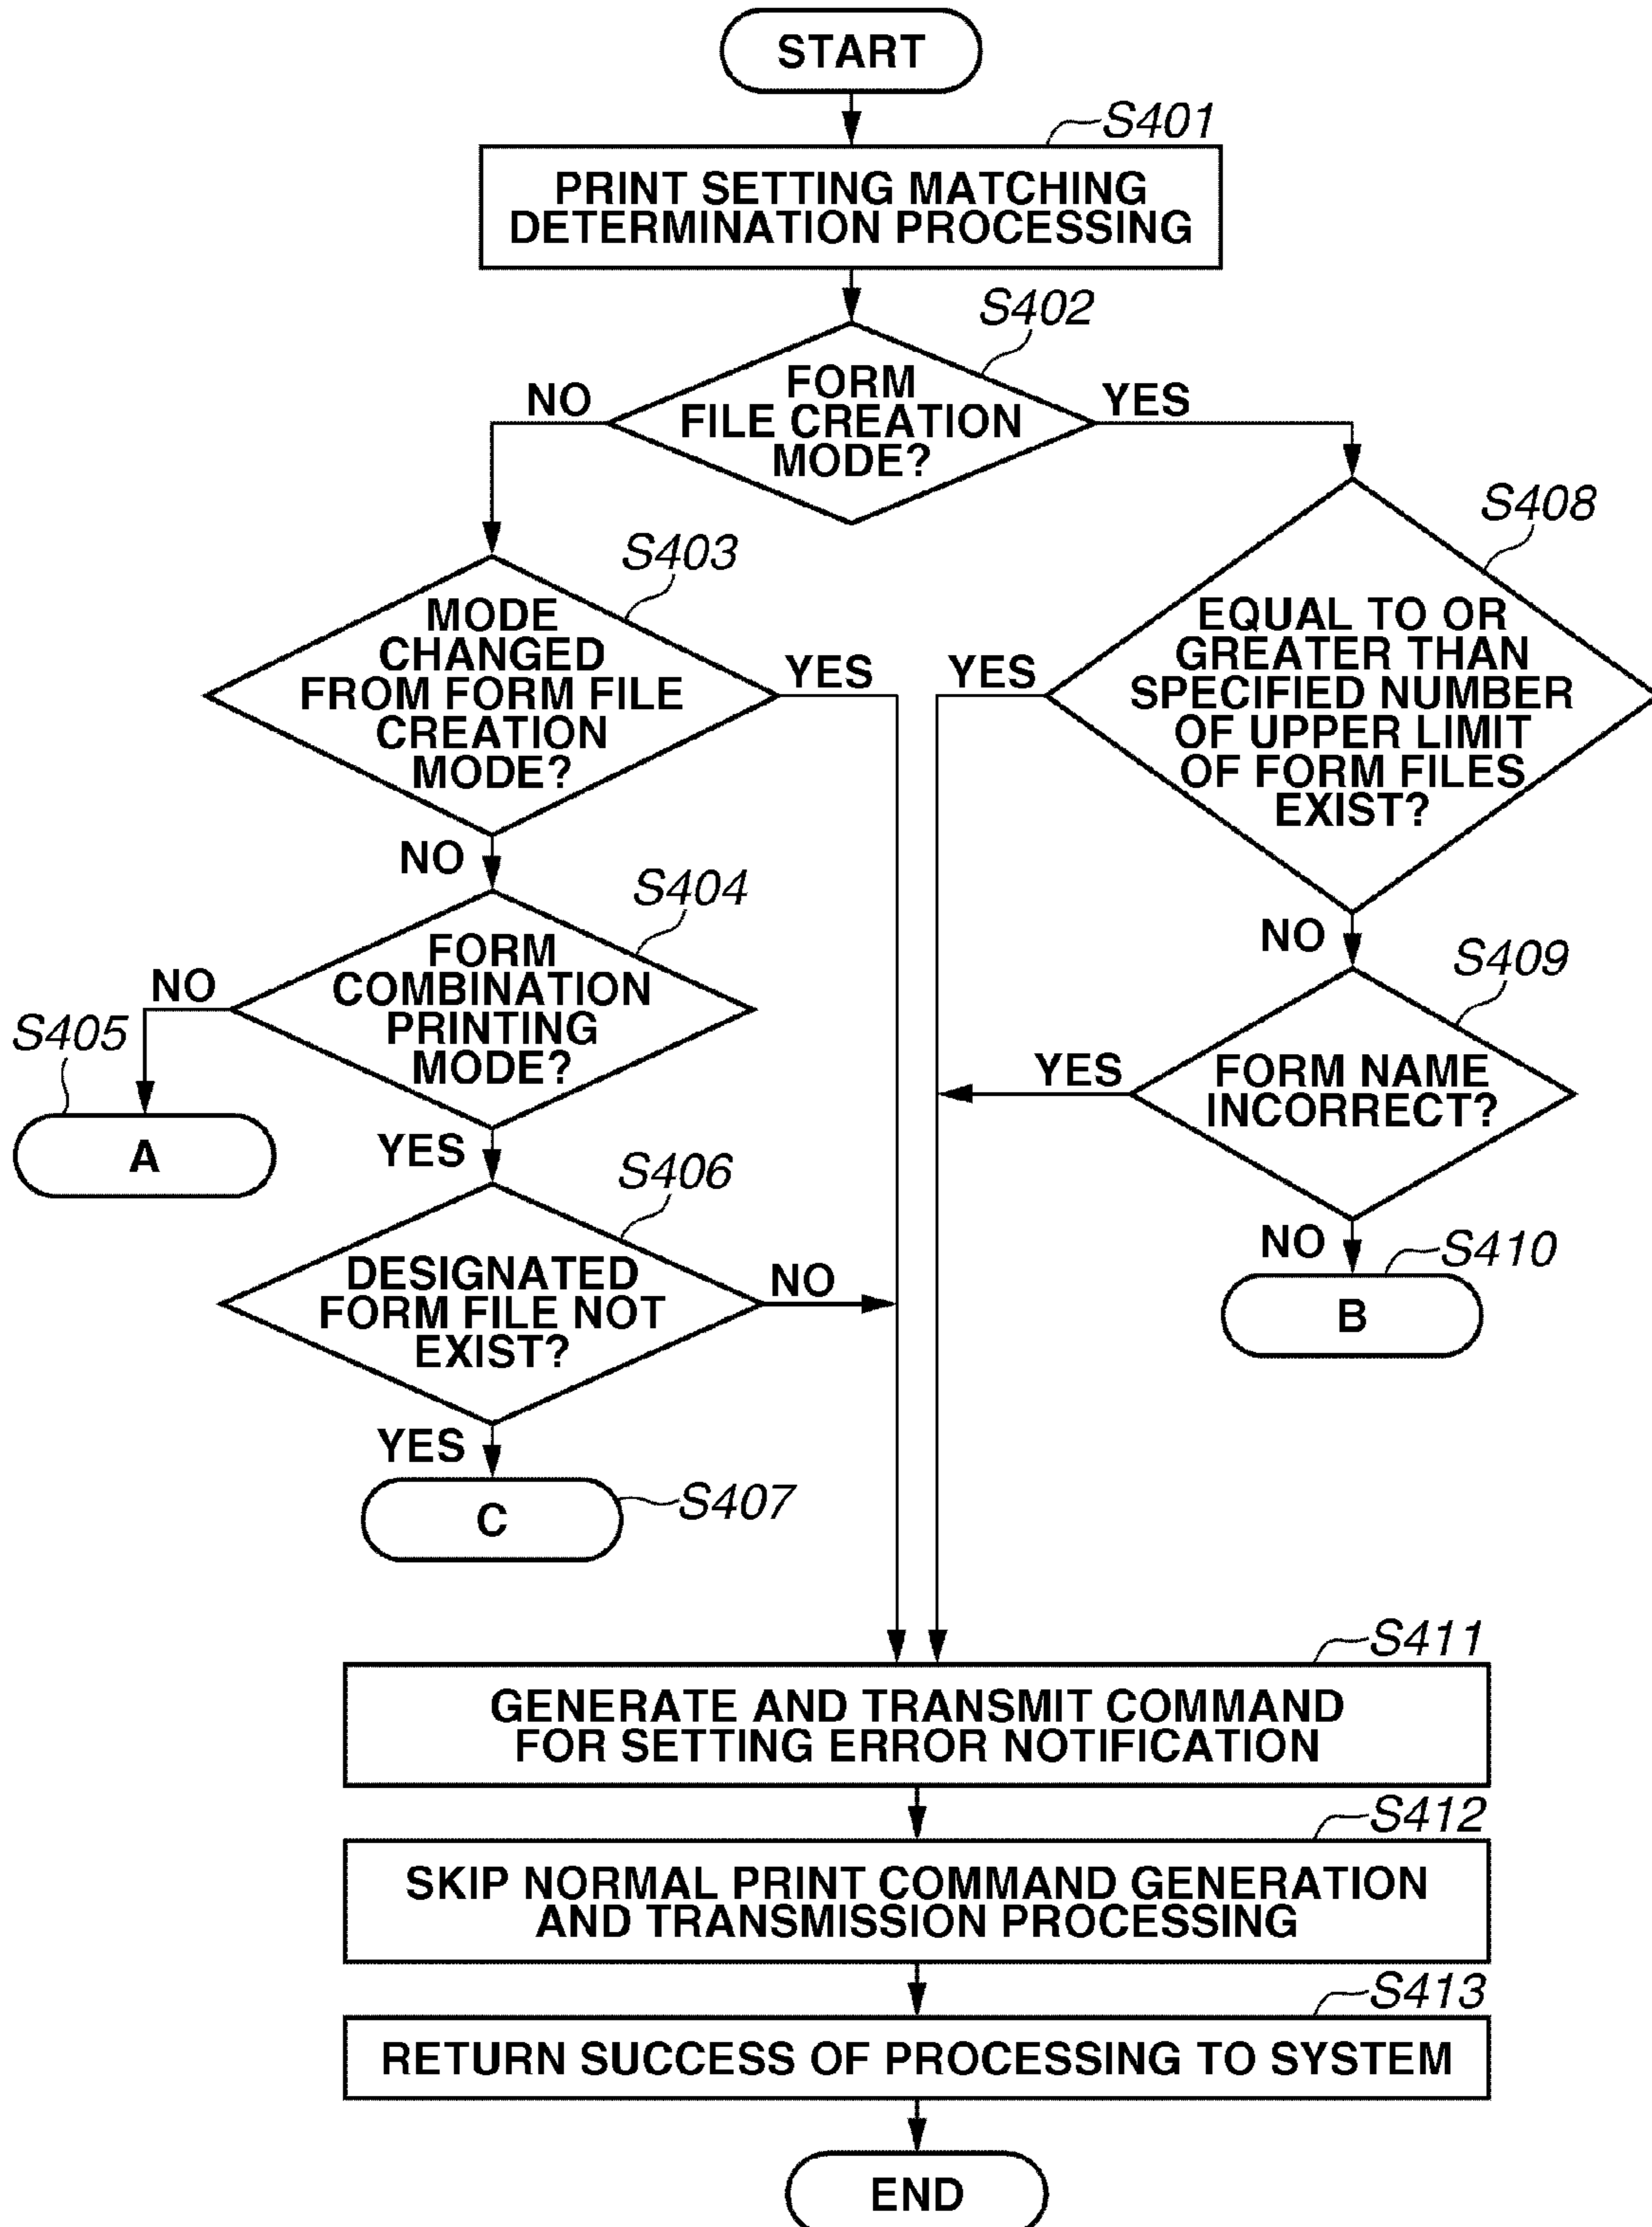 START
S401
PRINT SETTING MATCHING
DETERMINATION PROCESSING
S402
FORM
FILE CREATION
MODE?
NO
YES
S403
MODE
CHANGED
FROM FORM FILE
CREATION
MODE?
YES
NO
S408
EQUAL TO OR
GREATER THAN
SPECIFIED NUMBER
OF UPPER LIMIT
OF FORM FILES
EXIST?
YES
NO
S404
FORM
COMBINATION
PRINTING
MODE?
NO
YES
S405
A
S409
FORM NAME
INCORRECT?
YES
NO
S410
B
S406
DESIGNATED
FORM FILE NOT
EXIST?
NO
YES
C
S407
S411
GENERATE AND TRANSMIT COMMAND
FOR SETTING ERROR NOTIFICATION
S412
SKIP NORMAL PRINT COMMAND GENERATION
AND TRANSMISSION PROCESSING
S413
RETURN SUCCESS OF PROCESSING TO SYSTEM
END